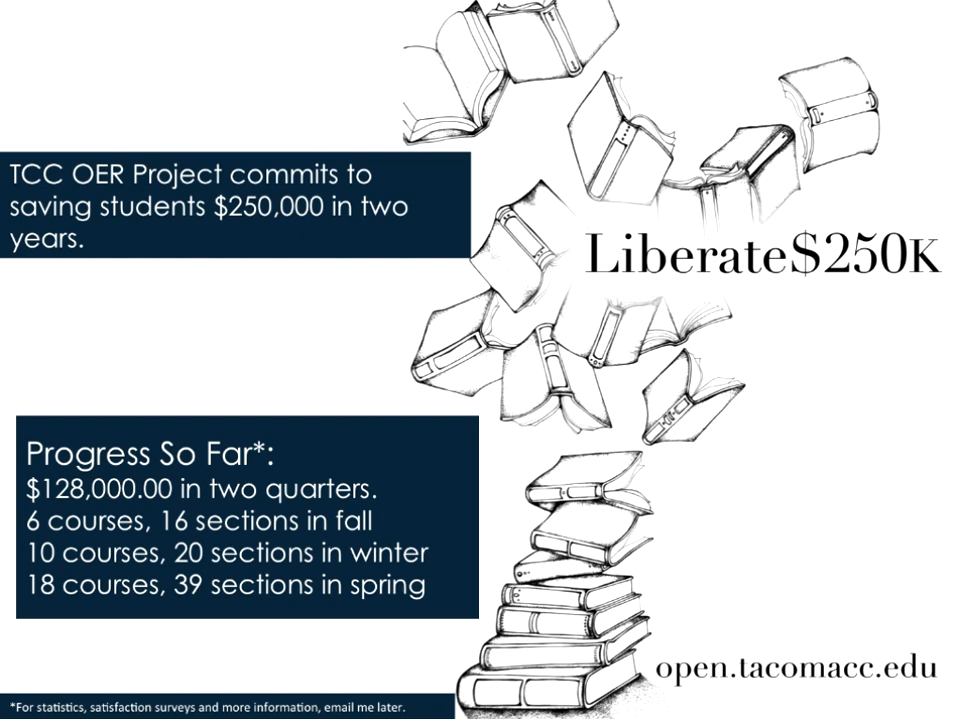 TCC OER Project commits to
saving students $250,000 in two
years.
Liberate$250K
Progress So Far*:
$128,000.00 in two quarters.
6 courses, 16 sections in fall
10 courses, 20 sections in winter
18 courses, 39 sections in spring
open.tacomacc.edu
*For statistics, satisfaction surveys and more information, email me later.